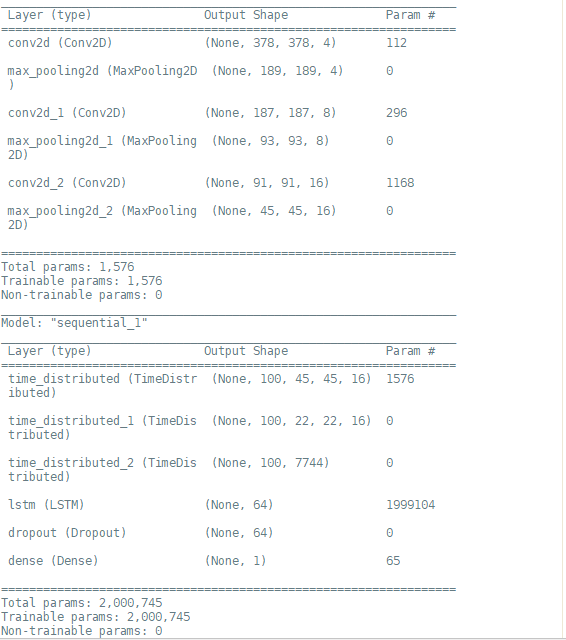 Layer (type) Output Shape Param #
conv2d (Conv2D) (None, 378, 378, 4) 112
max_pooling2d (MaxPooling2D (None, 189, 189, 4) 0
)
conv2d_1 (Conv2D) (None, 187, 187, 8) 296
max_pooling2d_1 (MaxPooling (None, 93, 93, 8) 0
2D)
conv2d_2 (Conv2D) (None, 91, 91, 16) 1168
max_pooling2d_2 (MaxPooling (None, 45, 45, 16) 0
2D)
Total params: 1,576
Trainable params: 1,576
Non-trainable params: 0
Model: "sequential_1"
Layer (type) Output Shape Param #
time_distributed (TimeDistr (None, 100, 45, 45, 16) 1576
ibuted)
time_distributed_1 (TimeDis (None, 100, 22, 22, 16) 0
tributed)
time_distributed_2 (TimeDis (None, 100, 7744) 0
tributed)
lstm (LSTM) (None, 64) 1999104
dropout (Dropout) (None, 64) 0
dense (Dense) (None, 1) 65
Total params: 2,000,745
Trainable params: 2,000,745
Non-trainable params: 0